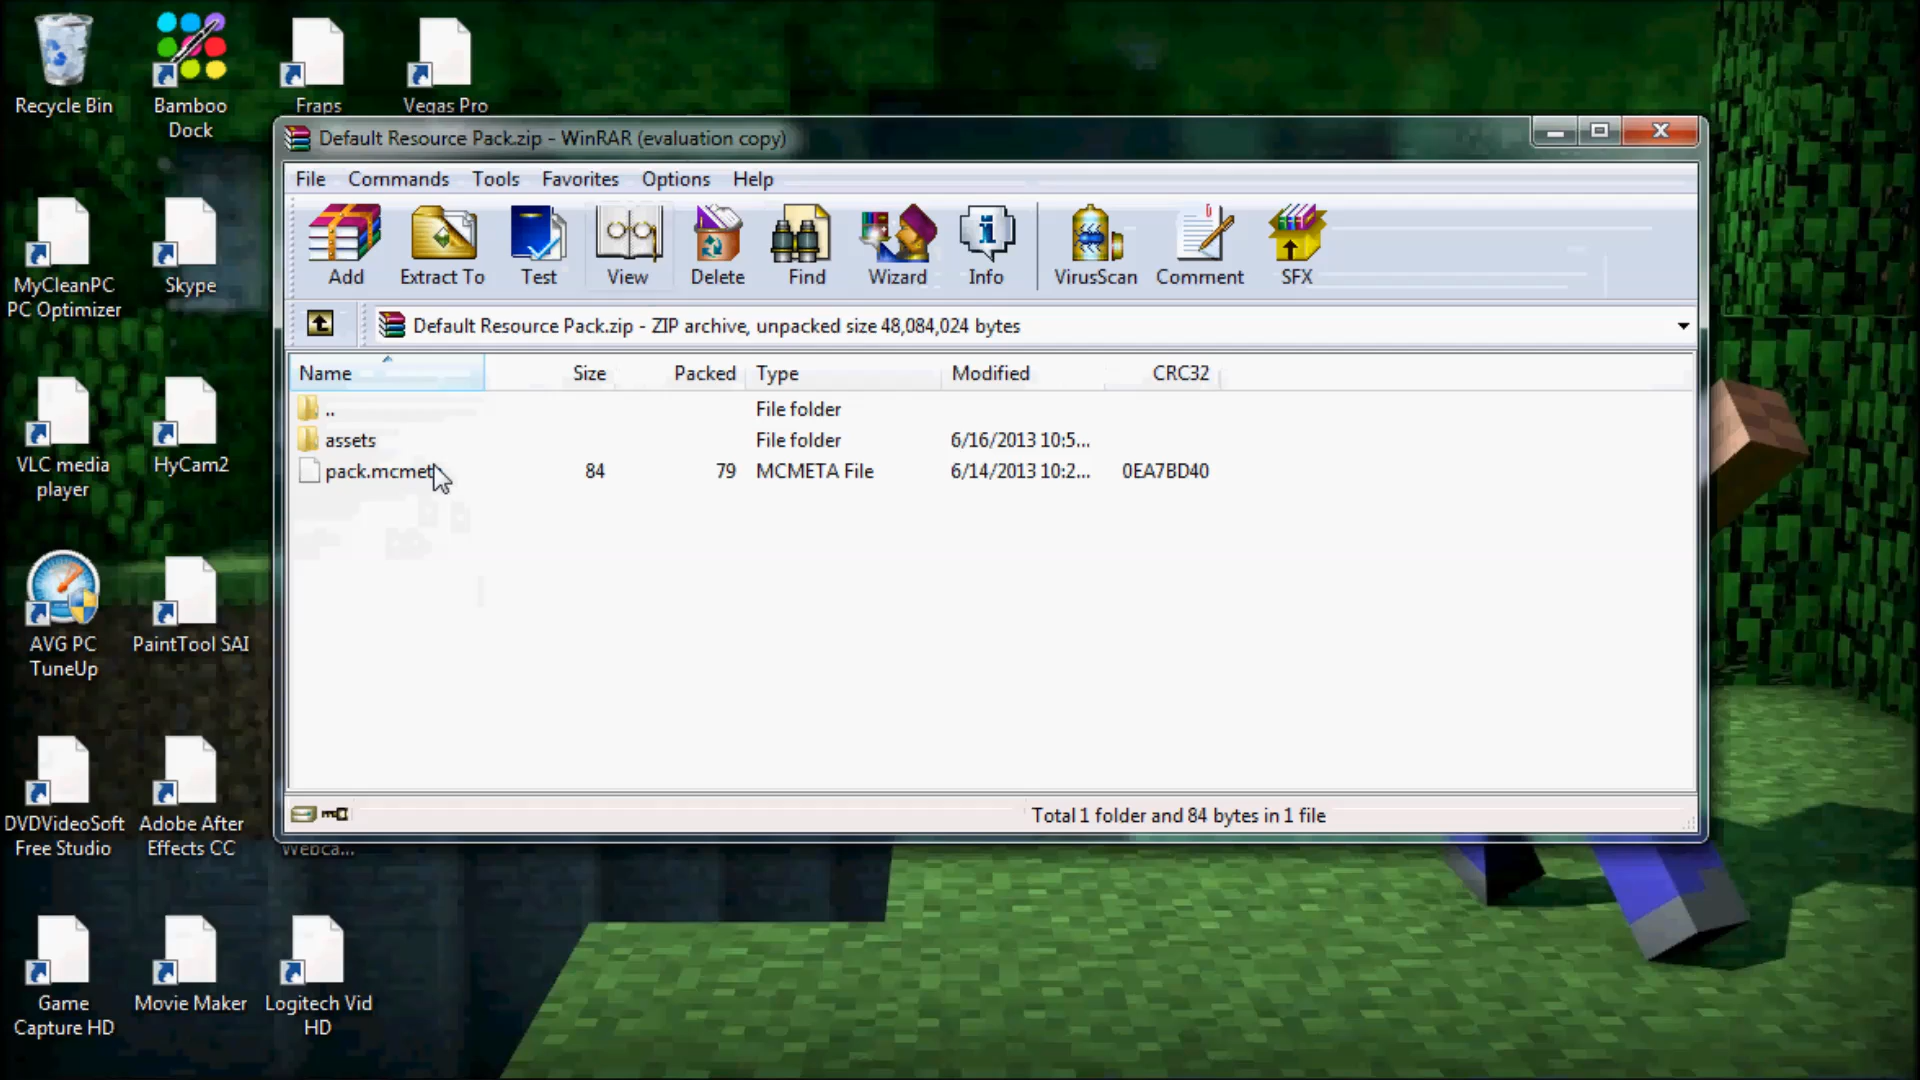 Recycle Bin
Bamboo
Dock
Fraps
Vegas Pro
MyCleanPC
PC Optimizer
Skype
VLC media
player
HyCam2
AVG PC
TuneUp
PaintTool SAI
DVDVideoSoft
Free Studio
Adobe After
Effects CC
Webca...
Game
Capture HD
Movie Maker
Logitech Vid
HD
Default Resource Pack.zip - WinRAR (evaluation copy)
File Commands Tools Favorites Options Help
Add Extract To Test View Delete Find Wizard Info VirusScan Comment SFX
Default Resource Pack.zip - ZIP archive, unpacked size 48,084,024 bytes
Name Size Packed Type Modified CRC32
.. File folder
assets File folder 6/16/2013 10:5...
pack.mcmet 84 79 MCMETA File 6/14/2013 10:2... 0EA7BD40
Total 1 folder and 84 bytes in 1 file